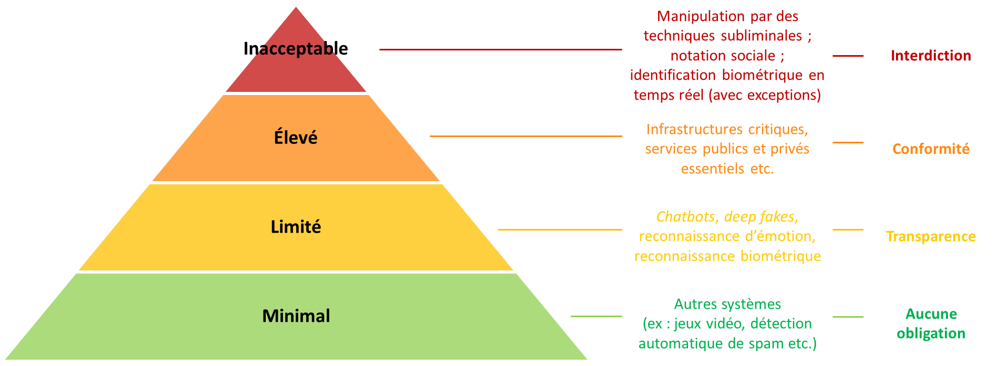 Inacceptable
Manipulation par des
techniques subliminales ;
notation sociale ;
identification biométrique en
temps réel (avec exceptions)
Interdiction
Élevé
Infrastructures critiques,
services publics et privés
essentiels etc.
Conformité
Limité
Chatbots, deep fakes,
reconnaissance d’émotion,
reconnaissance biométrique
Transparence
Minimal
Autres systèmes
(ex : jeux vidéo, détection
automatique de spam etc.)
Aucune
obligation